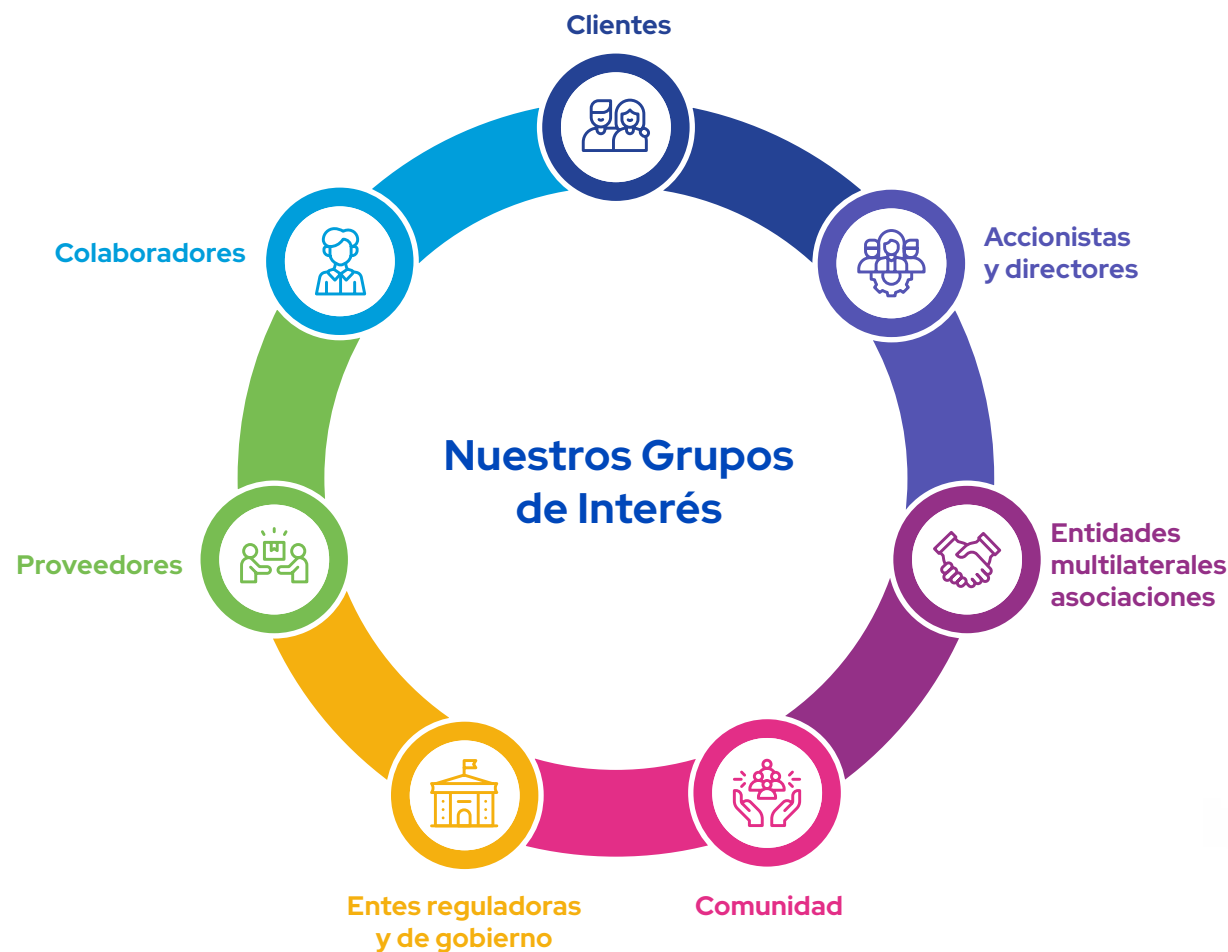 Clientes
Colaboradores
Accionistas
y directores
Nuestros Grupos
de Interés
Entidades
multilaterales
asociaciones
Proveedores
Entes reguladoras
y de gobierno
Comunidad